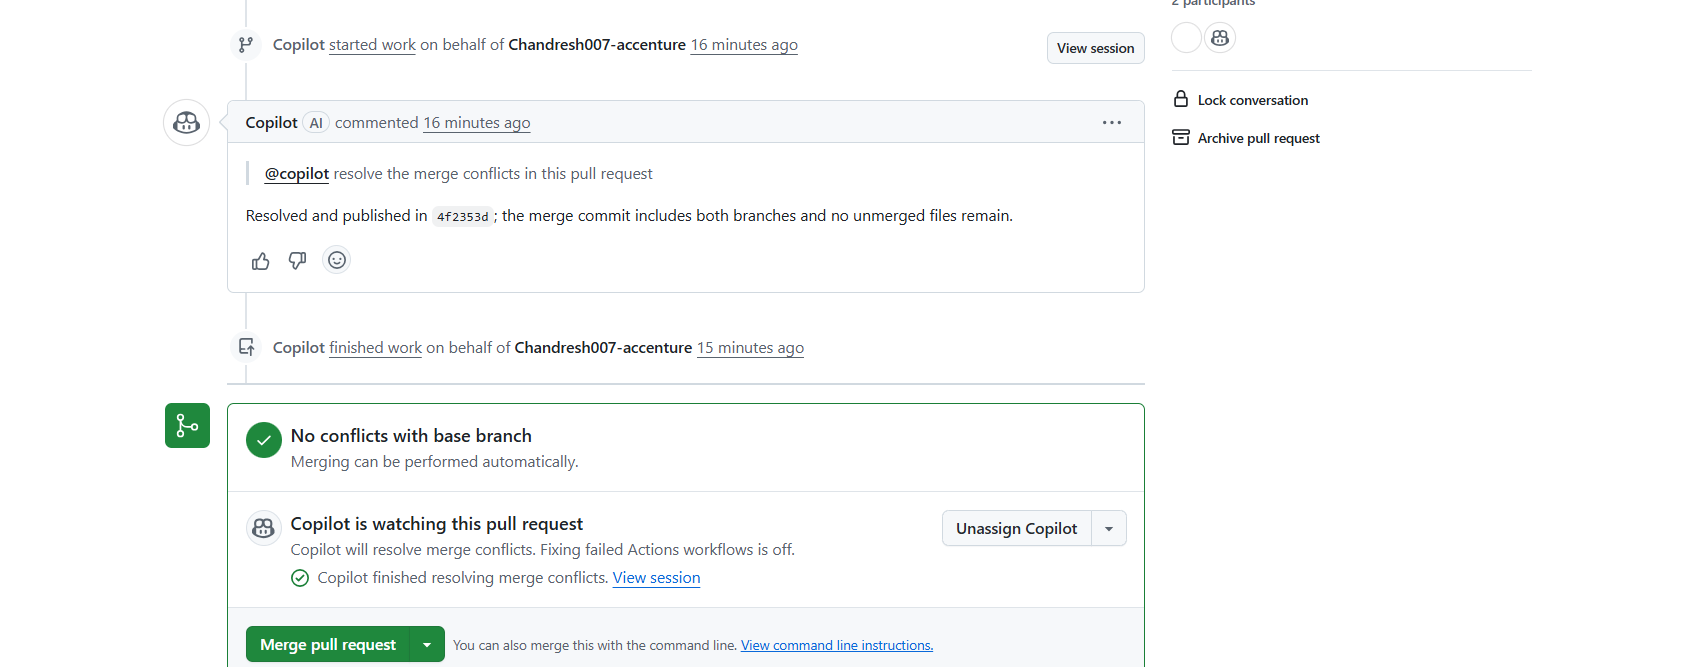 2 participants
Copilot started work on behalf of Chandresh007-accenture 16 minutes ago
View session
Lock conversation
Archive pull request
Copilot AI commented 16 minutes ago
@copilot resolve the merge conflicts in this pull request
Resolved and published in 4f2353d; the merge commit includes both branches and no unmerged files remain.
Copilot finished work on behalf of Chandresh007-accenture 15 minutes ago
No conflicts with base branch
Merging can be performed automatically.
Copilot is watching this pull request
Copilot will resolve merge conflicts. Fixing failed Actions workflows is off.
Unassign Copilot
Copilot finished resolving merge conflicts. View session
Merge pull request
You can also merge this with the command line. View command line instructions.